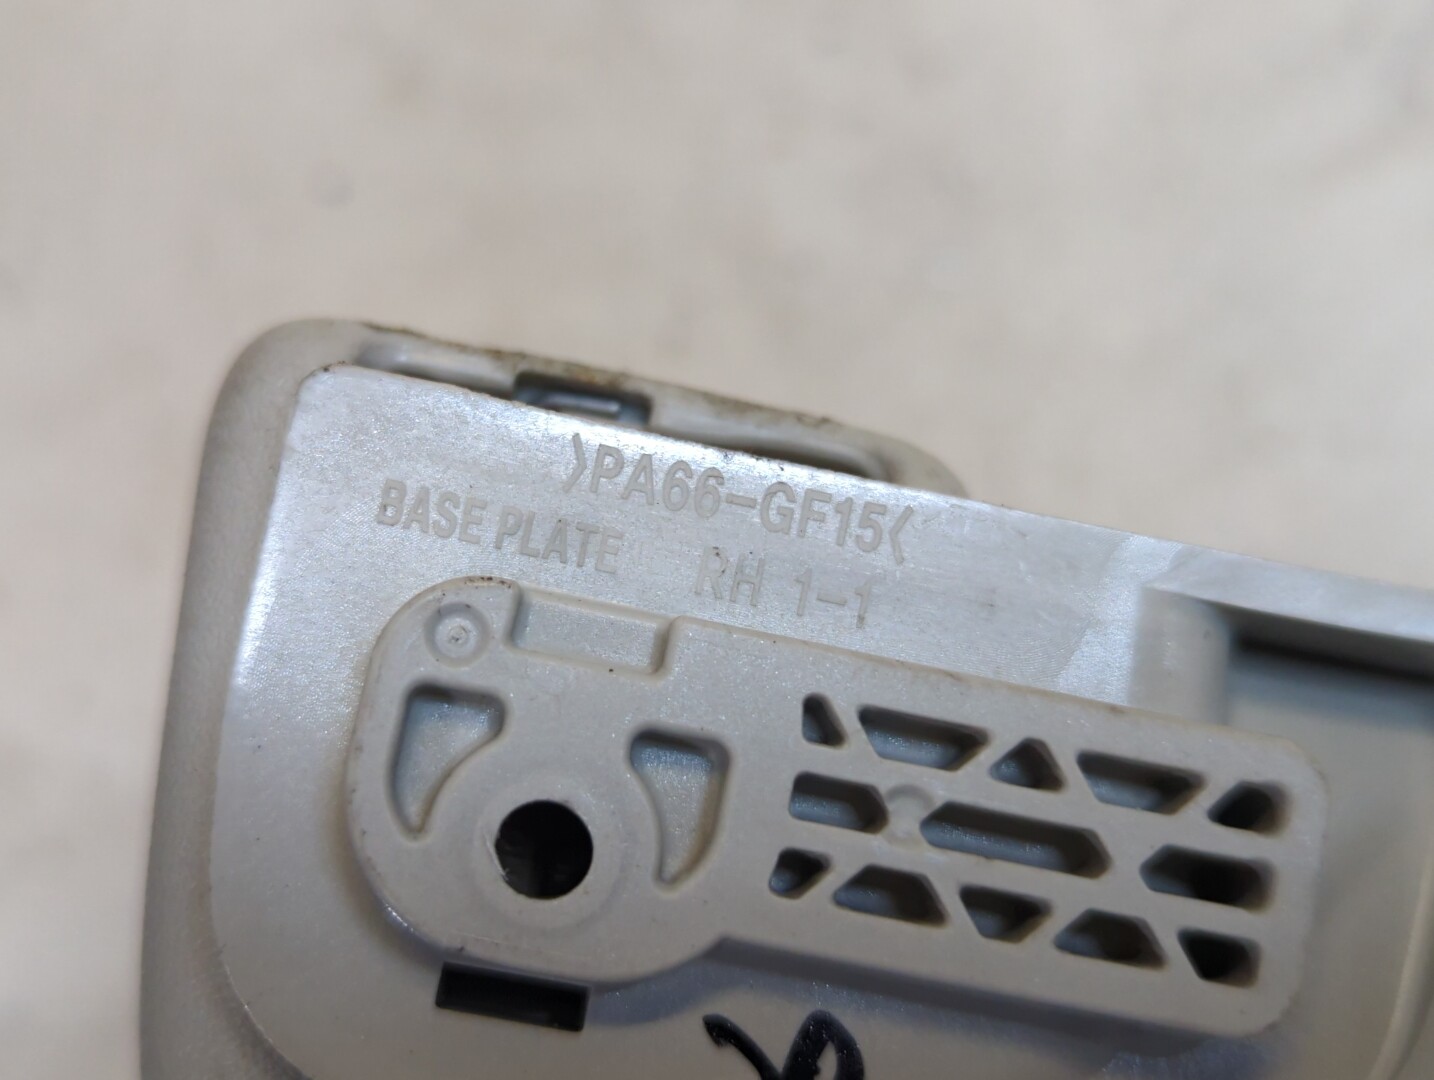 >PA66-GF15<
BASE PLATE RH 1-1